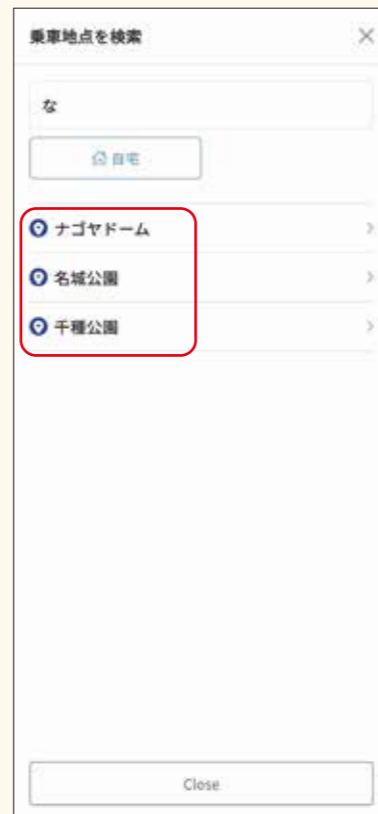 乗車地点を検索
な
自宅
ナゴヤドーム
名城公園
千種公園
Close